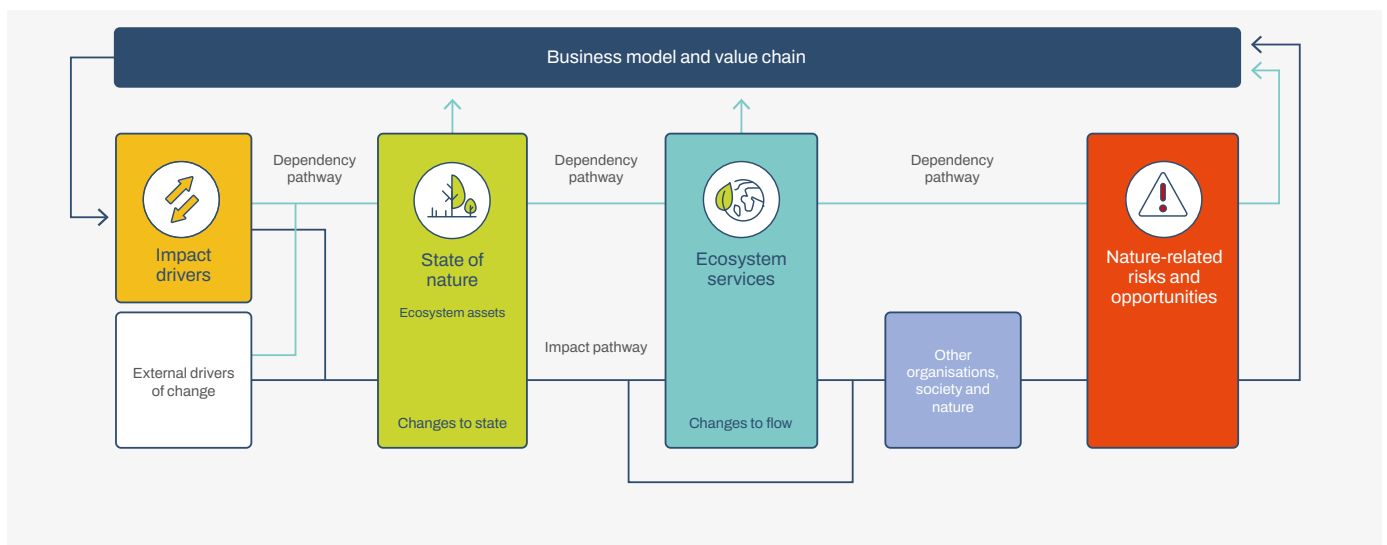 Business model and value chain
Dependency
pathway
Dependency
pathway
Dependency
pathway
Impact
drivers
State of
nature
Ecosystem assets
Changes to state
Ecosystem
services
Changes to flow
Nature-related
risks and
opportunities
External drivers
of change
Impact pathway
Other
organisations,
society and
nature